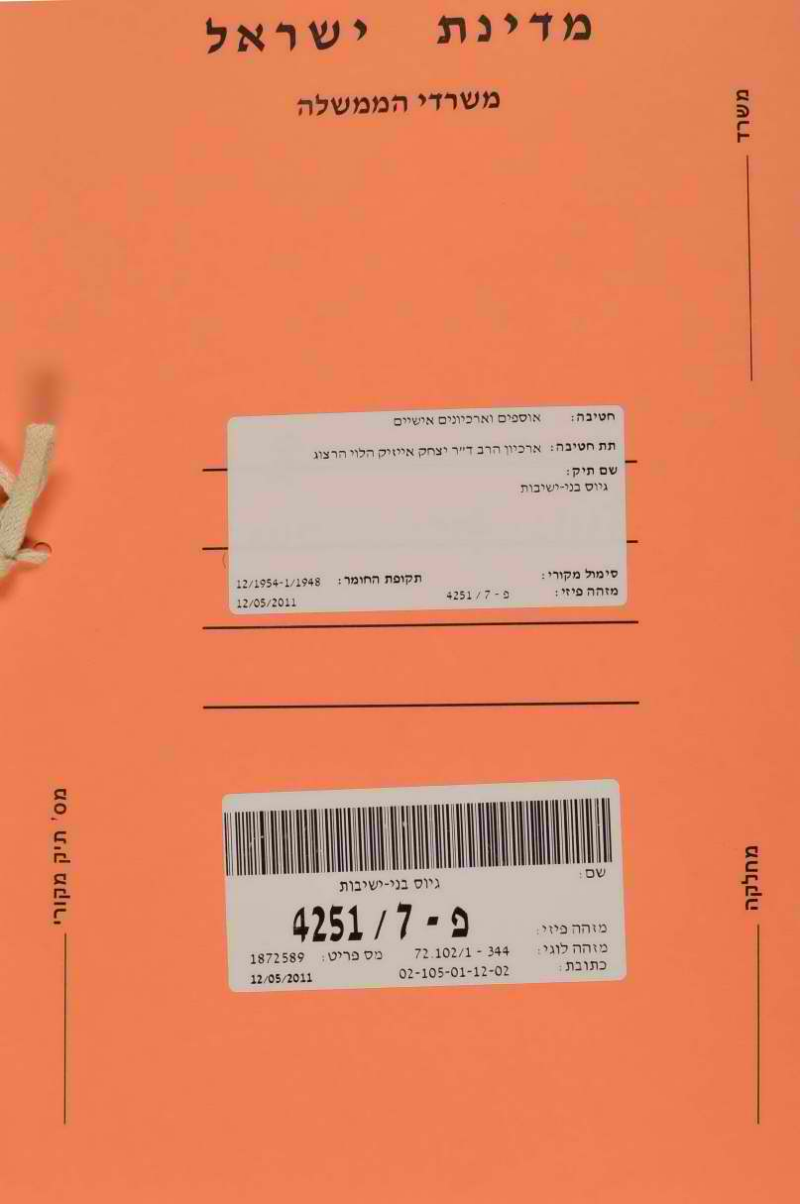 מדינת ישראל
משרדי הממשלה
משרד
חטיבה: אוספים וארכיונים אישיים
תת חטיבה: ארכיון הרב ד״ר יצחק אייזיק הלוי הרצוג
שם תיק:
גיוס בני-ישיבות
סימול מקורי: תקופת החומר: 12/1954-1/1948
מזהה פיזי: פ - 7 / 4251
12/05/2011
מס' תיק מקורי
מחלקה
שם:
גיוס בני-ישיבות
מזהה פיזי: פ - 7 / 4251
מזהה לוגי: 72.102/1 - 344 מס פריט: 1872589
כתובת: 02-105-01-12-02 12/05/2011